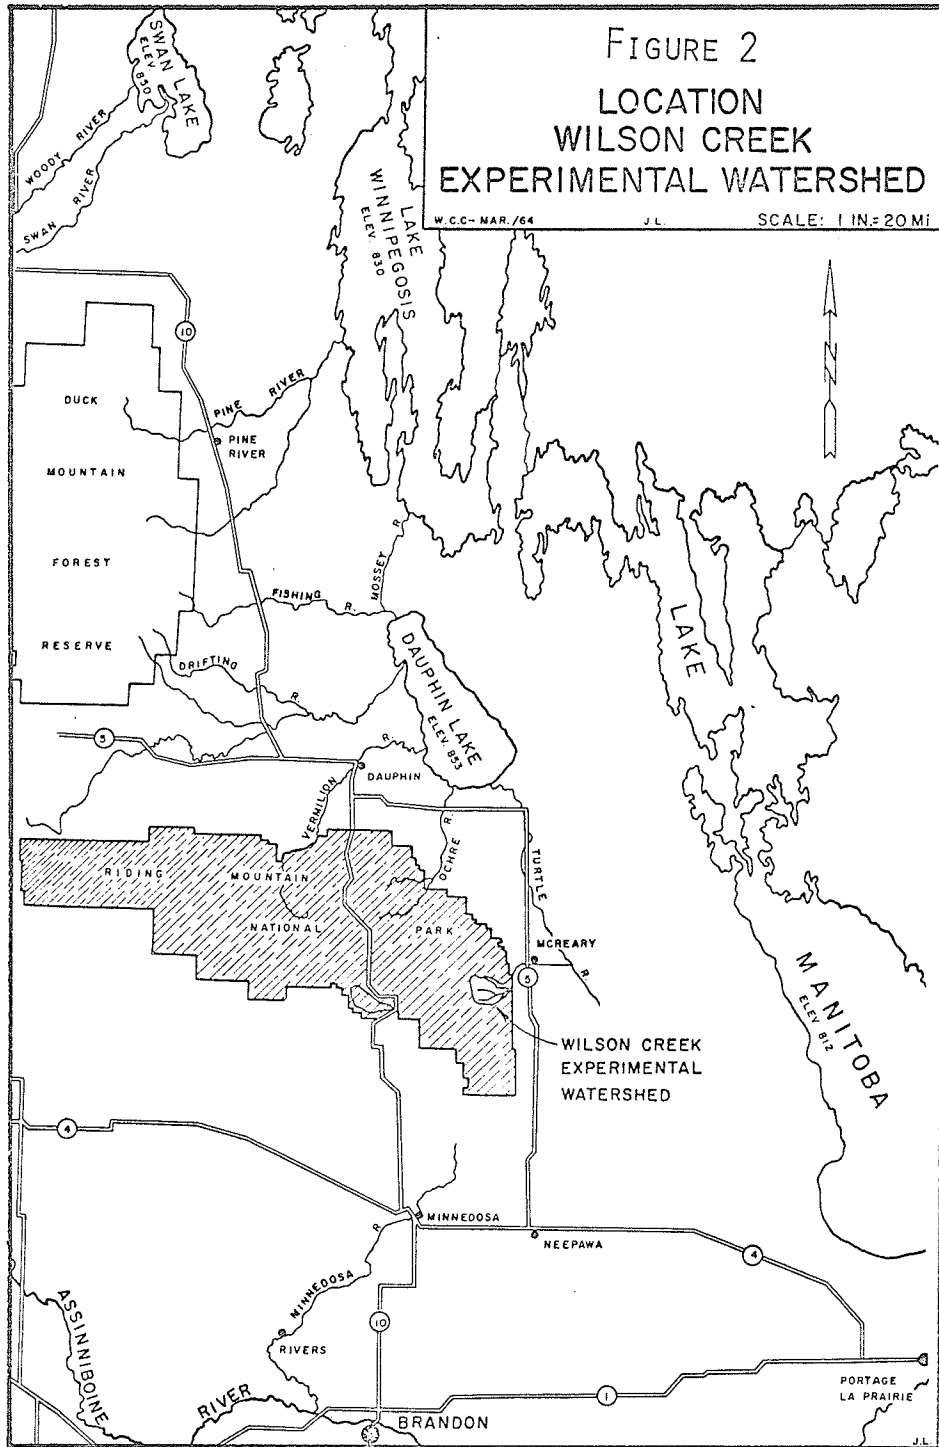 FIGURE 2
LOCATION
WILSON CREEK
EXPERIMENTAL WATERSHED
W.C.C- MAR./64 J.L. SCALE: 1 IN.= 20 MI
SWAN LAKE
ELEV. 850
WOODY RIVER
SWAN RIVER
LAKE
WINNIPEGOSIS
ELEV. 830
N
10
DUCK
MOUNTAIN
FOREST
RESERVE
PINE RIVER
PINE
RIVER
MOSSEY R.
FISHING R.
DRIFTING R.
DAUPHIN LAKE
ELEV. 853
LAKE
MANITOBA
ELEV 812
5
R.
DAUPHIN
VERMILION
OCHRE R.
TURTLE R.
RIDING MOUNTAIN
NATIONAL PARK
MCREARY
5
WILSON CREEK
EXPERIMENTAL
WATERSHED
4
MINNEDOSA
NEEPAWA
4
MINNEDOSA R.
RIVERS
10
ASSINNIBOINE
RIVER
BRANDON
1
PORTAGE
LA PRAIRIE
J.L.